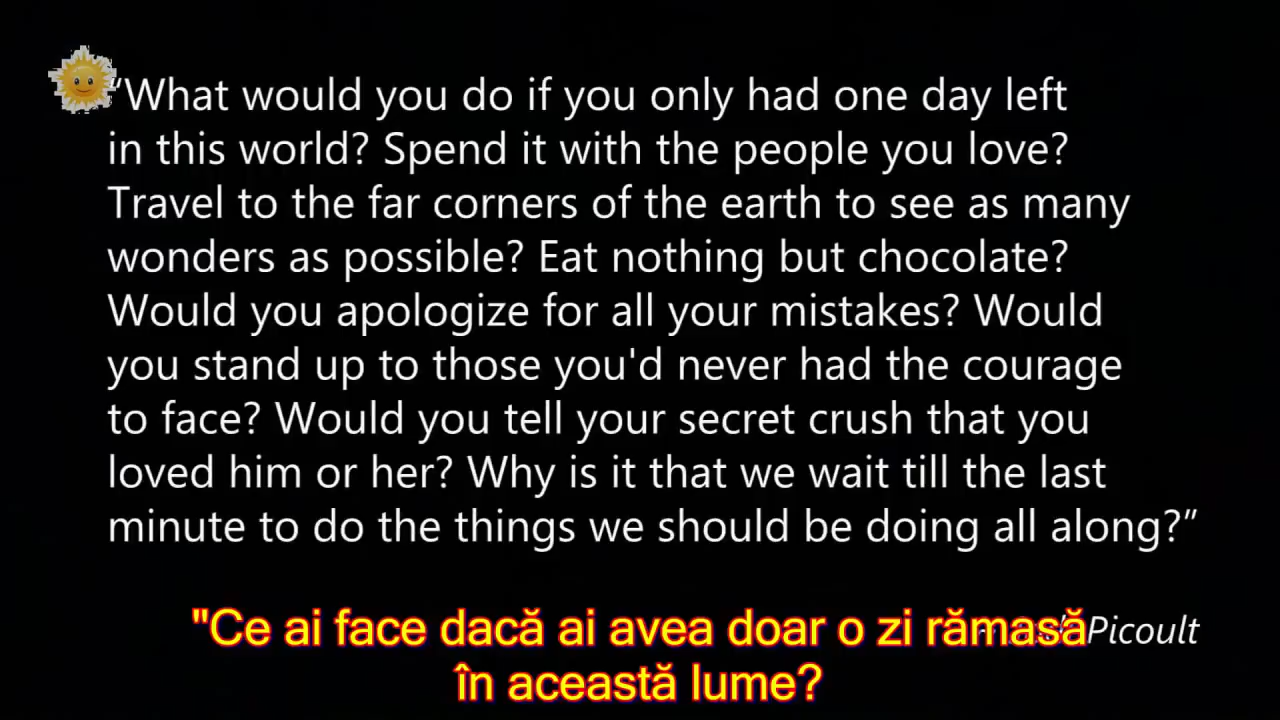 “What would you do if you only had one day left
in this world? Spend it with the people you love?
Travel to the far corners of the earth to see as many
wonders as possible? Eat nothing but chocolate?
Would you apologize for all your mistakes? Would
you stand up to those you'd never had the courage
to face? Would you tell your secret crush that you
loved him or her? Why is it that we wait till the last
minute to do the things we should be doing all along?”
Picoult
"Ce ai face dacă ai avea doar o zi rămasă
în această lume?